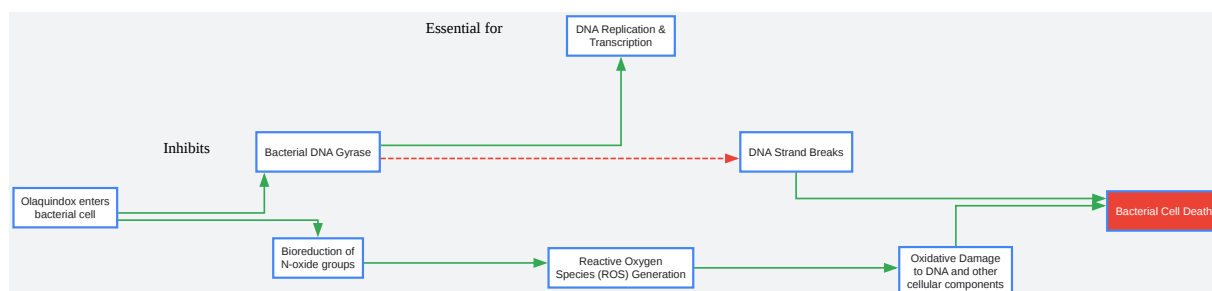 Essential for
DNA Replication &
Transcription
Inhibits
Bacterial DNA Gyrase
DNA Strand Breaks
Olaquindox enters
bacterial cell
Bacterial Cell Death
Bioreduction of
N-oxide groups
Reactive Oxygen
Species (ROS) Generation
Oxidative Damage
to DNA and other
cellular components